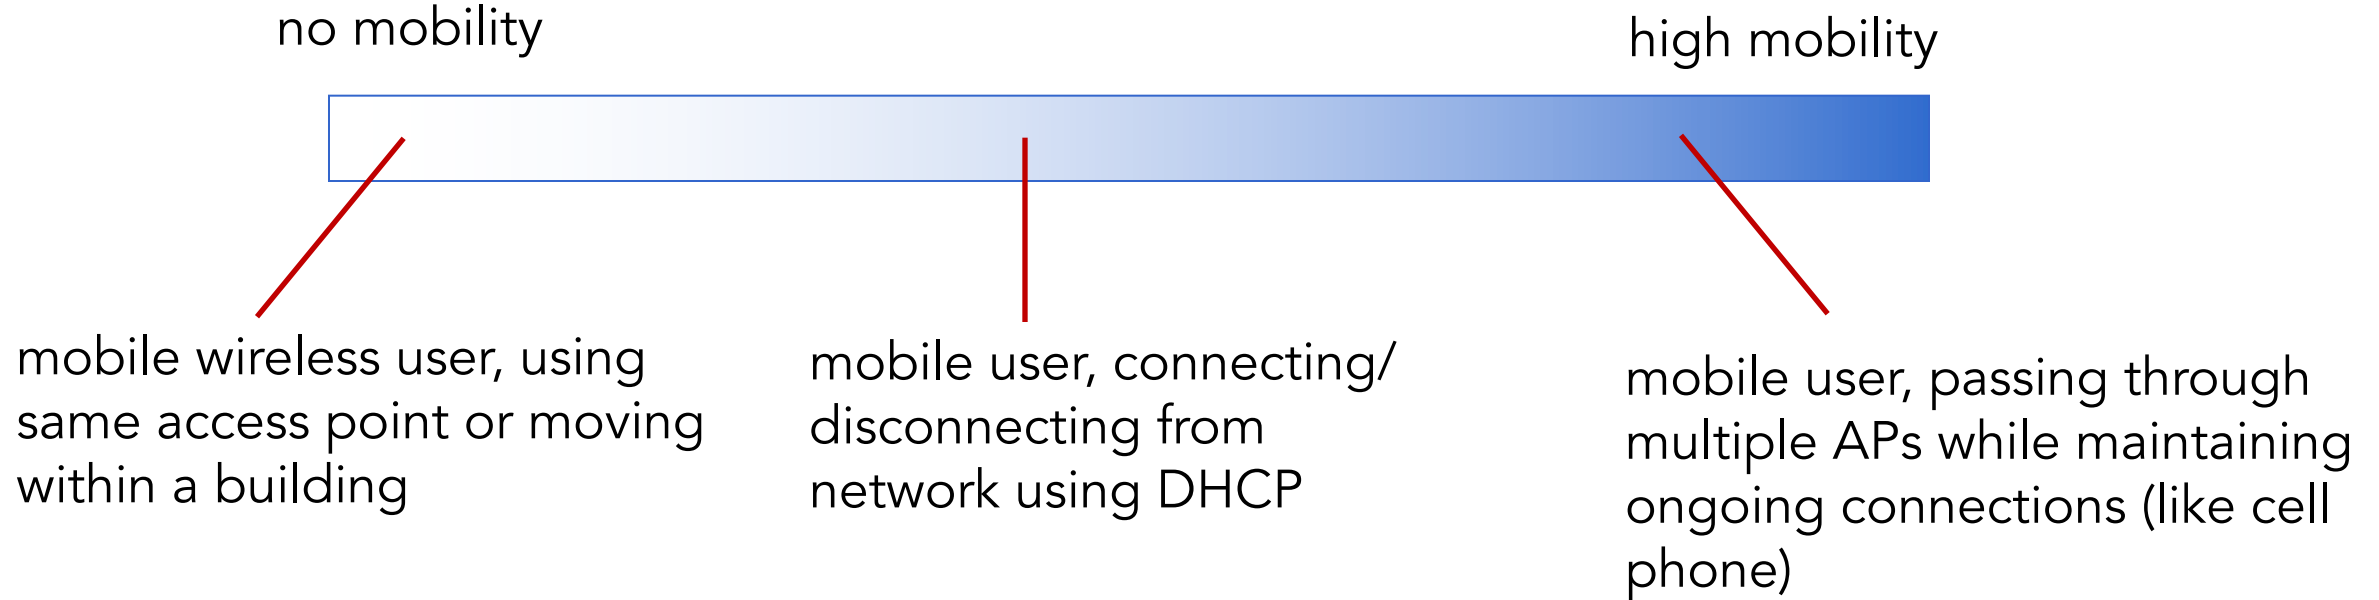 no mobility
high mobility
mobile wireless user, using
same access point or moving
within a building
mobile user, connecting/
disconnecting from
network using DHCP
mobile user, passing through
multiple APs while maintaining
ongoing connections (like cell
phone)